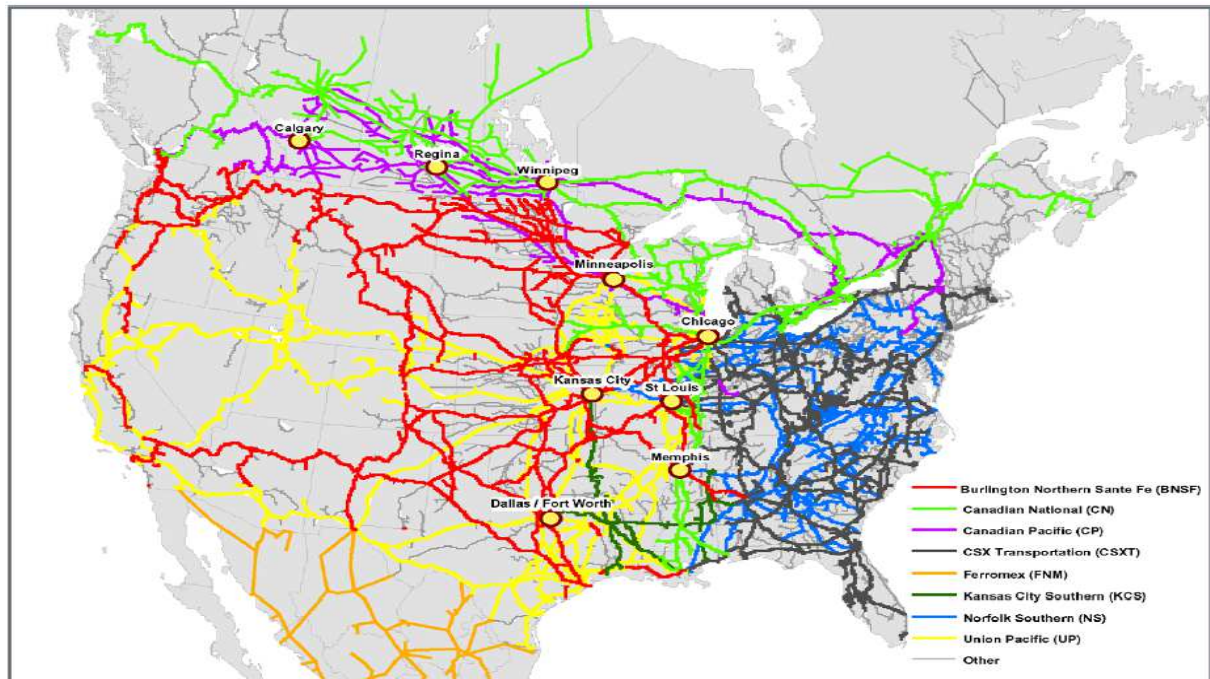 Calgary
Regina
Winnipeg
Minneapolis
Chicago
Kansas City
St Louis
Memphis
Dallas / Fort Worth
Burlington Northern Sante Fe (BNSF)
Canadian National (CN)
Canadian Pacific (CP)
CSX Transportation (CSXT)
Ferromex (FNM)
Kansas City Southern (KCS)
Norfolk Southern (NS)
Union Pacific (UP)
Other